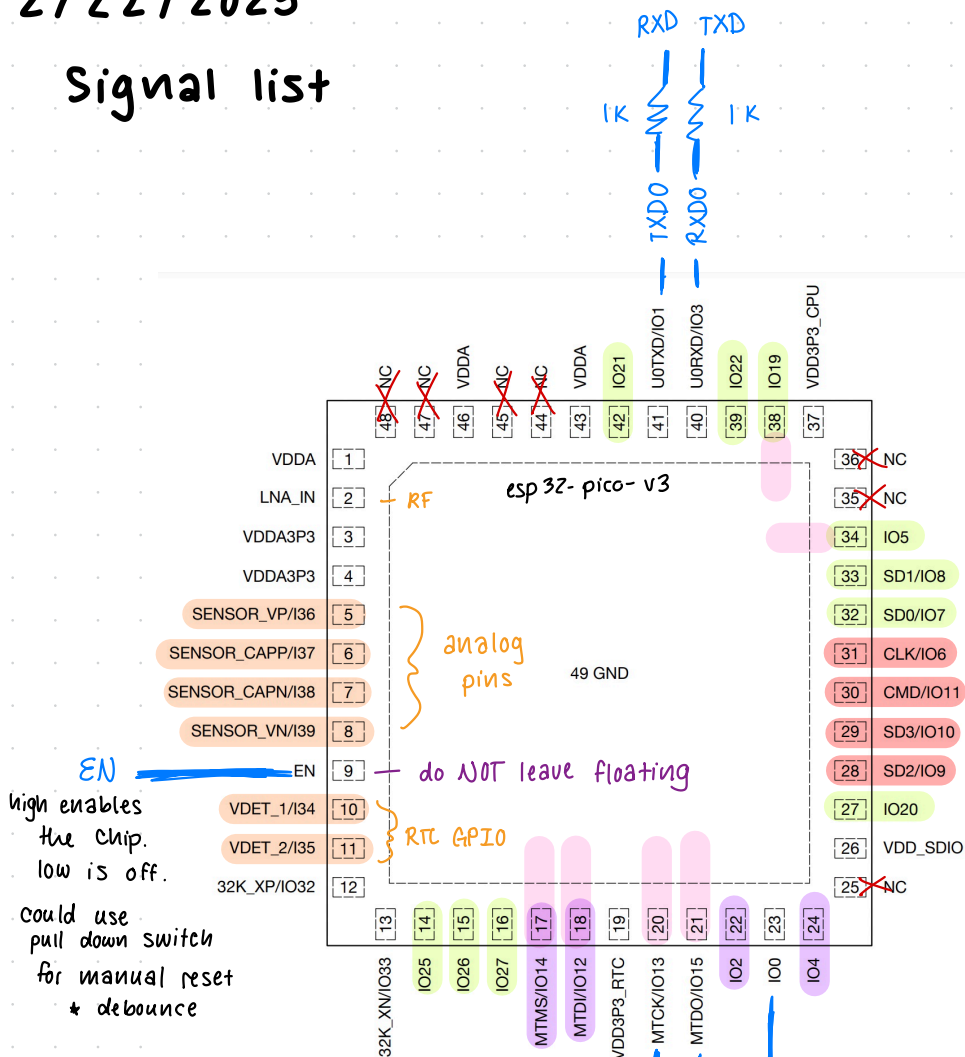 2/22/2025
Signal list
RXD TXD
1K 1K
TXD0 RXD0
NC
NC
VDDA
NC
NC
VDDA
IO21
U0TXD/IO1
U0RXD/IO3
IO22
IO19
VDD3P3_CPU
48 47 46 45 44 43 42 41 40 39 38 37
VDDA 1
LNA_IN 2 - RF
VDDA3P3 3
VDDA3P3 4
SENSOR_VP/I36 5
SENSOR_CAPP/I37 6
SENSOR_CAPN/I38 7
SENSOR_VN/I39 8
analog
pins
EN EN 9 — do NOT leave floating
high enables
the chip.
low is off.
VDET_1/I34 10
VDET_2/I35 11
RTC GPIO
32K_XP/IO32 12
could use
pull down switch
for manual reset
* debounce
esp32-pico-v3
49 GND
36 NC
35 NC
34 IO5
33 SD1/IO8
32 SD0/IO7
31 CLK/IO6
30 CMD/IO11
29 SD3/IO10
28 SD2/IO9
27 IO20
26 VDD_SDIO
25 NC
13 14 15 16 17 18 19 20 21 22 23 24
32K_XN/IO33
IO25
IO26
IO27
MTMS/IO14
MTDI/IO12
VDD3P3_RTC
MTCK/IO13
MTDO/IO15
IO2
IO0
IO4